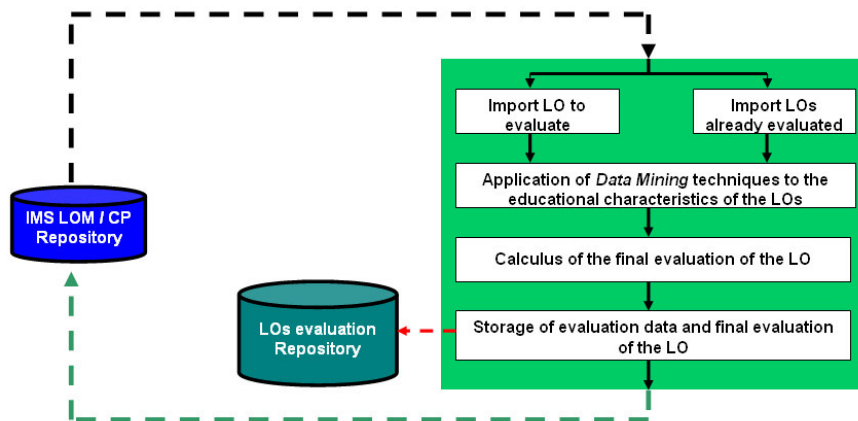 Import LO to
evaluate
Import LOs
already evaluated
Application of Data Mining techniques to the
educational characteristics of the LOs
IMS LOM / CP
Repository
Calculus of the final evaluation of the LO
LOs evaluation
Repository
Storage of evaluation data and final evaluation
of the LO